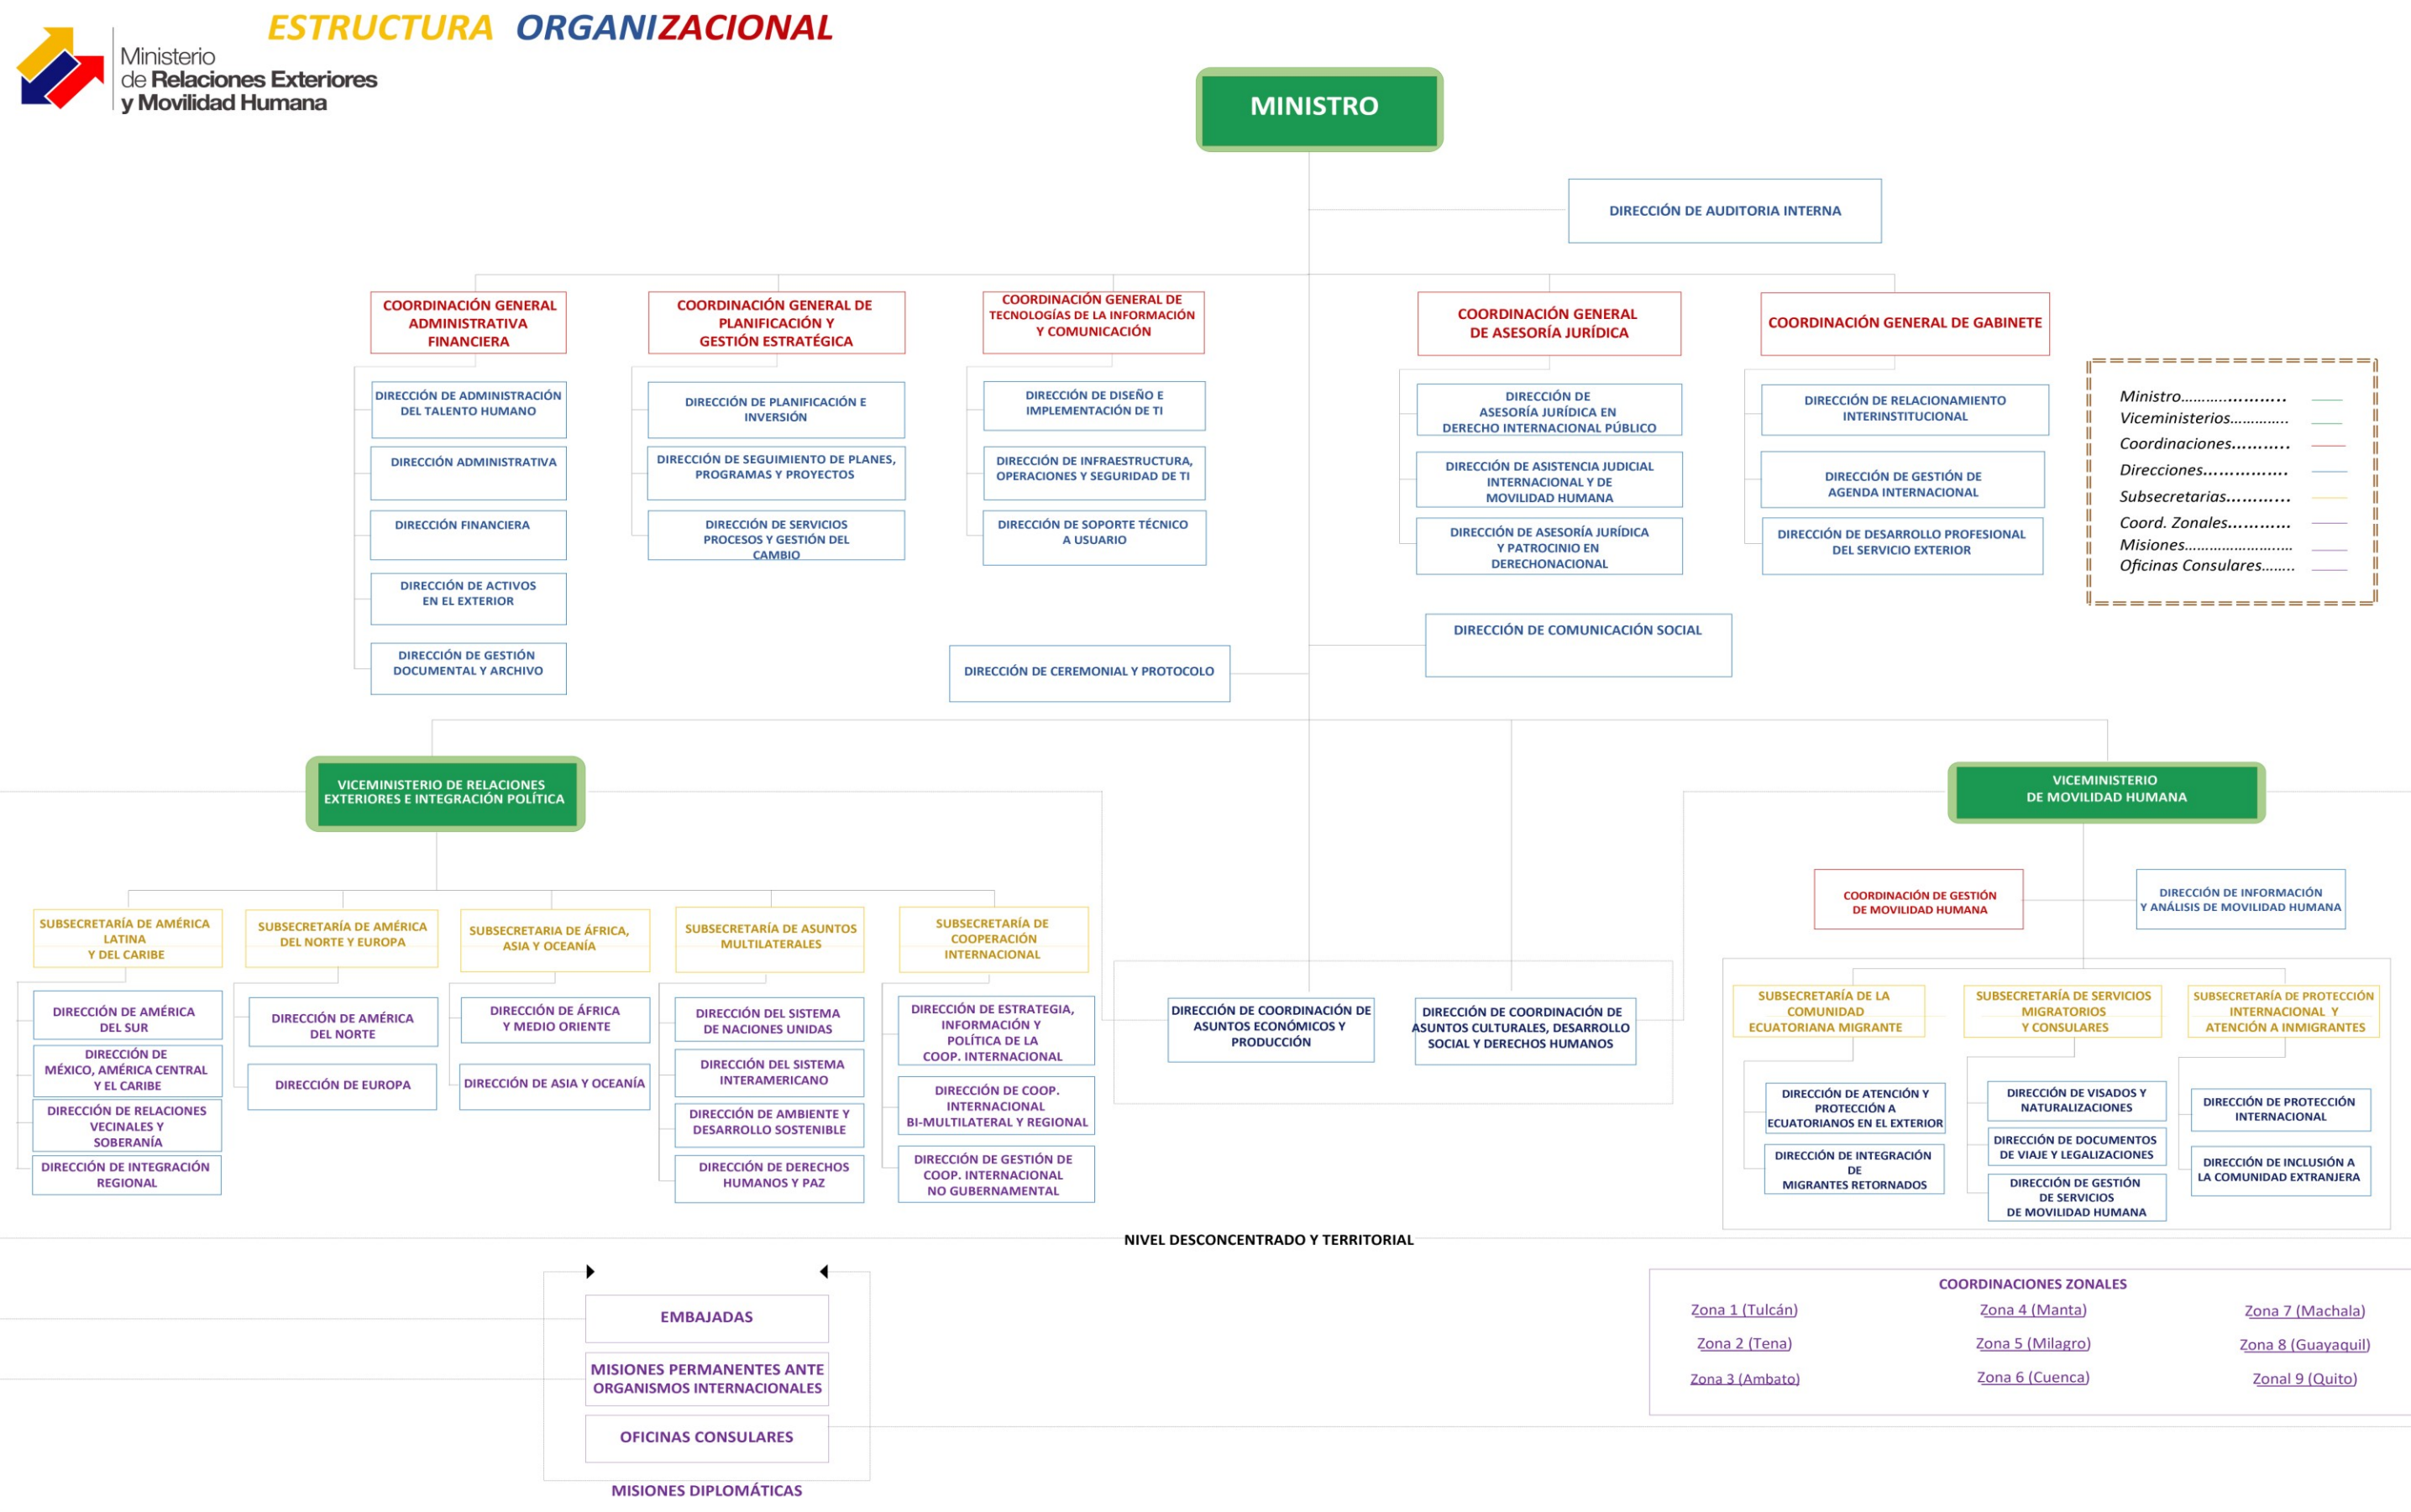 ESTRUCTURA ORGANIZACIONAL
Ministerio
de Relaciones Exteriores
y Movilidad Humana
MINISTRO
DIRECCIÓN DE AUDITORIA INTERNA
COORDINACIÓN GENERAL
ADMINISTRATIVA
FINANCIERA
DIRECCIÓN DE ADMINISTRACIÓN
DEL TALENTO HUMANO
DIRECCIÓN ADMINISTRATIVA
DIRECCIÓN FINANCIERA
DIRECCIÓN DE ACTIVOS
EN EL EXTERIOR
DIRECCIÓN DE GESTIÓN
DOCUMENTAL Y ARCHIVO
COORDINACIÓN GENERAL DE
PLANIFICACIÓN Y
GESTIÓN ESTRATÉGICA
DIRECCIÓN DE PLANIFICACIÓN E
INVERSIÓN
DIRECCIÓN DE SEGUIMIENTO DE PLANES,
PROGRAMAS Y PROYECTOS
DIRECCIÓN DE SERVICIOS
PROCESOS Y GESTIÓN DEL
CAMBIO
COORDINACIÓN GENERAL DE
TECNOLOGÍAS DE LA INFORMACIÓN
Y COMUNICACIÓN
DIRECCIÓN DE DISEÑO E
IMPLEMENTACIÓN DE TI
DIRECCIÓN DE INFRAESTRUCTURA,
OPERACIONES Y SEGURIDAD DE TI
DIRECCIÓN DE SOPORTE TÉCNICO
A USUARIO
COORDINACIÓN GENERAL
DE ASESORÍA JURÍDICA
DIRECCIÓN DE
ASESORÍA JURÍDICA EN
DERECHO INTERNACIONAL PÚBLICO
DIRECCIÓN DE ASISTENCIA JUDICIAL
INTERNACIONAL Y DE
MOVILIDAD HUMANA
DIRECCIÓN DE ASESORÍA JURÍDICA
Y PATROCINIO EN
DERECHONACIONAL
COORDINACIÓN GENERAL DE GABINETE
DIRECCIÓN DE RELACIONAMIENTO
INTERINSTITUCIONAL
DIRECCIÓN DE GESTIÓN DE
AGENDA INTERNACIONAL
DIRECCIÓN DE DESARROLLO PROFESIONAL
DEL SERVICIO EXTERIOR
Ministro......................
Viceministerios..............
Coordinaciones...........
Direcciones................
Subsecretarias............
Coord. Zonales............
Misiones........................
Oficinas Consulares........
DIRECCIÓN DE COMUNICACIÓN SOCIAL
DIRECCIÓN DE CEREMONIAL Y PROTOCOLO
VICEMINISTERIO DE RELACIONES
EXTERIORES E INTEGRACIÓN POLÍTICA
VICEMINISTERIO
DE MOVILIDAD HUMANA
COORDINACIÓN DE GESTIÓN
DE MOVILIDAD HUMANA
DIRECCIÓN DE INFORMACIÓN
Y ANÁLISIS DE MOVILIDAD HUMANA
SUBSECRETARÍA DE AMÉRICA
LATINA
Y DEL CARIBE
DIRECCIÓN DE AMÉRICA
DEL SUR
DIRECCIÓN DE
MÉXICO, AMÉRICA CENTRAL
Y EL CARIBE
DIRECCIÓN DE RELACIONES
VECINALES Y
SOBERANÍA
DIRECCIÓN DE INTEGRACIÓN
REGIONAL
SUBSECRETARÍA DE AMÉRICA
DEL NORTE Y EUROPA
DIRECCIÓN DE AMÉRICA
DEL NORTE
DIRECCIÓN DE EUROPA
SUBSECRETARIA DE ÁFRICA,
ASIA Y OCEANÍA
DIRECCIÓN DE ÁFRICA
Y MEDIO ORIENTE
DIRECCIÓN DE ASIA Y OCEANÍA
SUBSECRETARÍA DE ASUNTOS
MULTILATERALES
DIRECCIÓN DEL SISTEMA
DE NACIONES UNIDAS
DIRECCIÓN DEL SISTEMA
INTERAMERICANO
DIRECCIÓN DE AMBIENTE Y
DESARROLLO SOSTENIBLE
DIRECCIÓN DE DERECHOS
HUMANOS Y PAZ
SUBSECRETARÍA DE
COOPERACIÓN
INTERNACIONAL
DIRECCIÓN DE ESTRATEGIA,
INFORMACIÓN Y
POLÍTICA DE LA
COOP. INTERNACIONAL
DIRECCIÓN DE COOP.
INTERNACIONAL
BI-MULTILATERAL Y REGIONAL
DIRECCIÓN DE GESTIÓN DE
COOP. INTERNACIONAL
NO GUBERNAMENTAL
DIRECCIÓN DE COORDINACIÓN DE
ASUNTOS ECONÓMICOS Y
PRODUCCIÓN
DIRECCIÓN DE COORDINACIÓN DE
ASUNTOS CULTURALES, DESARROLLO
SOCIAL Y DERECHOS HUMANOS
SUBSECRETARÍA DE LA
COMUNIDAD
ECUATORIANA MIGRANTE
DIRECCIÓN DE ATENCIÓN Y
PROTECCIÓN A
ECUATORIANOS EN EL EXTERIOR
DIRECCIÓN DE INTEGRACIÓN
DE
MIGRANTES RETORNADOS
SUBSECRETARÍA DE SERVICIOS
MIGRATORIOS
Y CONSULARES
DIRECCIÓN DE VISADOS Y
NATURALIZACIONES
DIRECCIÓN DE DOCUMENTOS
DE VIAJE Y LEGALIZACIONES
DIRECCIÓN DE GESTIÓN
DE SERVICIOS
DE MOVILIDAD HUMANA
SUBSECRETARÍA DE PROTECCIÓN
INTERNACIONAL Y
ATENCIÓN A INMIGRANTES
DIRECCIÓN DE PROTECCIÓN
INTERNACIONAL
DIRECCIÓN DE INCLUSIÓN A
LA COMUNIDAD EXTRANJERA
NIVEL DESCONCENTRADO Y TERRITORIAL
EMBAJADAS
MISIONES PERMANENTES ANTE
ORGANISMOS INTERNACIONALES
OFICINAS CONSULARES
MISIONES DIPLOMÁTICAS
COORDINACIONES ZONALES
Zona 1 (Tulcán)
Zona 2 (Tena)
Zona 3 (Ambato)
Zona 4 (Manta)
Zona 5 (Milagro)
Zona 6 (Cuenca)
Zona 7 (Machala)
Zona 8 (Guayaquil)
Zonal 9 (Quito)